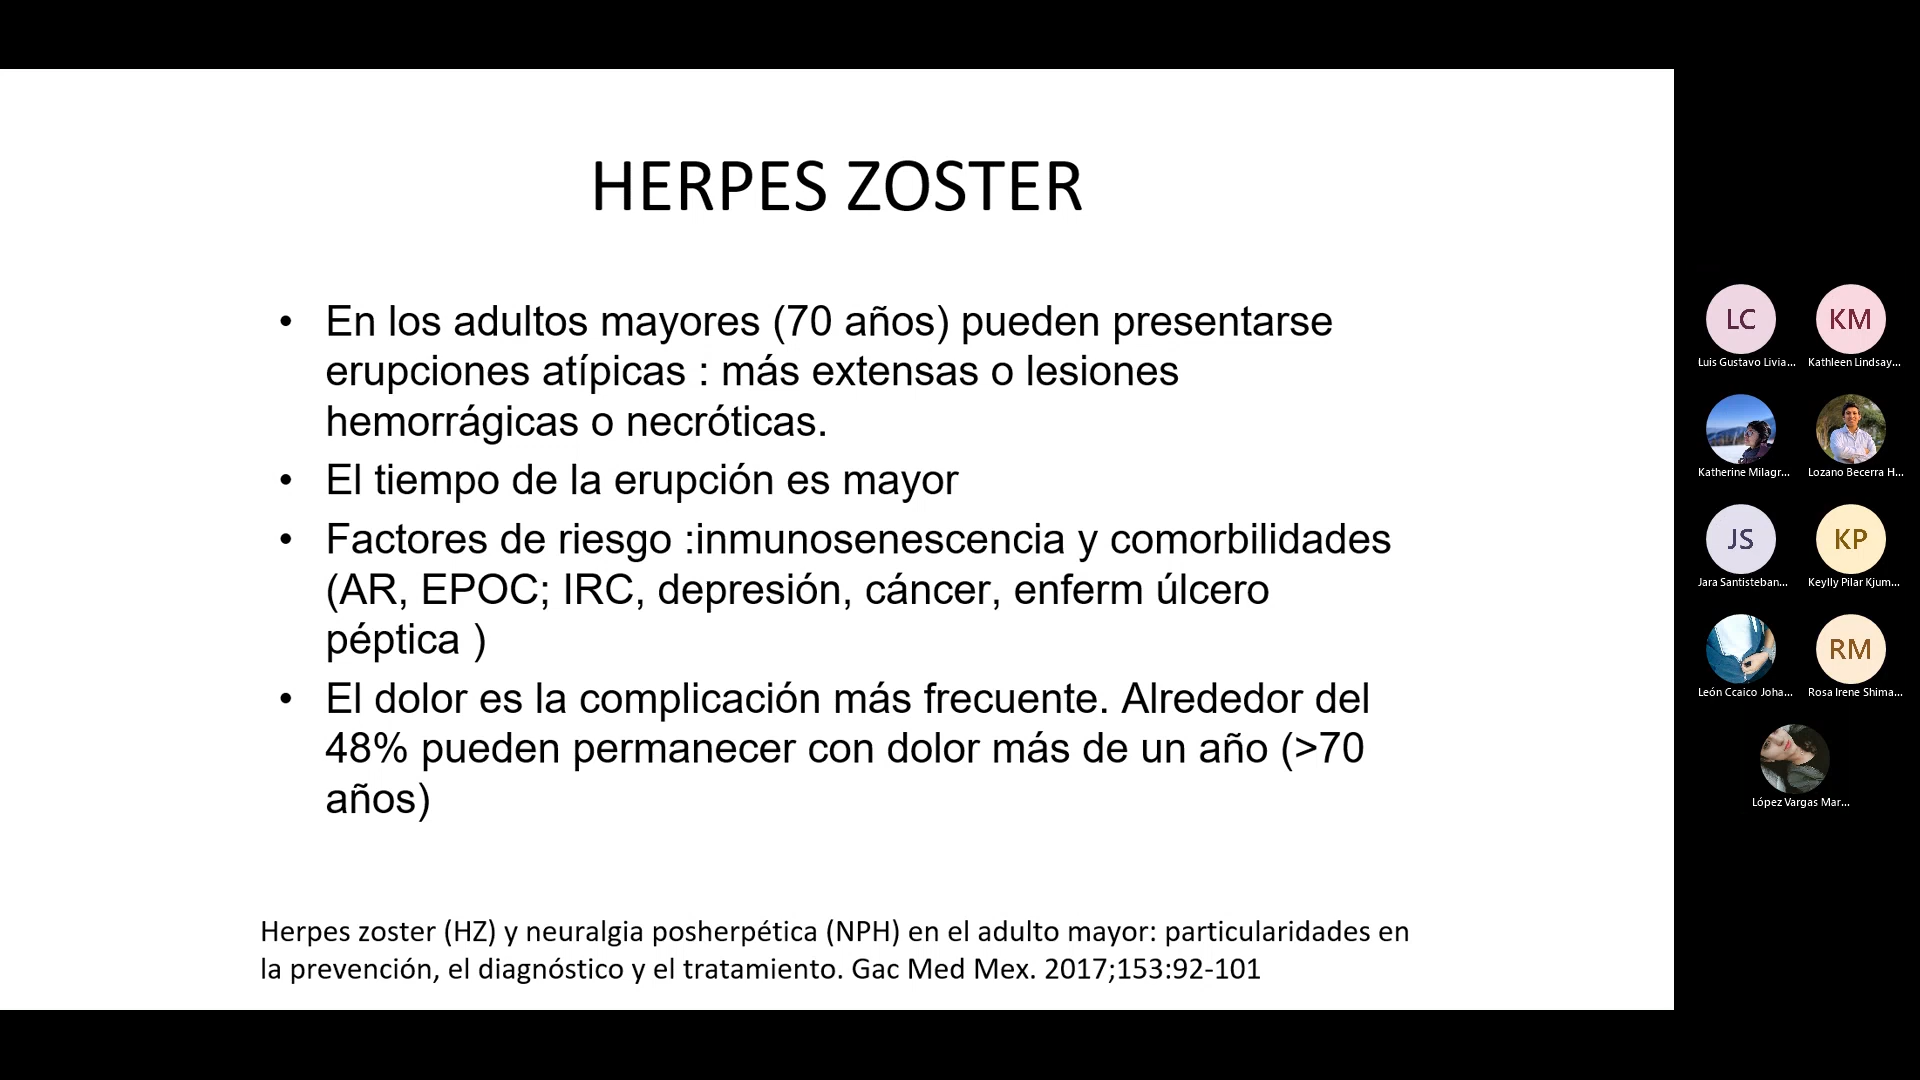 HERPES ZOSTER
• En los adultos mayores (70 años) pueden presentarse
erupciones atípicas : más extensas o lesiones
hemorrágicas o necróticas.
• El tiempo de la erupción es mayor
• Factores de riesgo :inmunosenescencia y comorbilidades
(AR, EPOC; IRC, depresión, cáncer, enferm úlcero
péptica )
• El dolor es la complicación más frecuente. Alrededor del
48% pueden permanecer con dolor más de un año (>70
años)
Herpes zoster (HZ) y neuralgia posherpética (NPH) en el adulto mayor: particularidades en
la prevención, el diagnóstico y el tratamiento. Gac Med Mex. 2017;153:92-101
LC KM
Luis Gustavo Livia... Kathleen Lindsay...
Katherine Milagr... Lozano Becerra H...
JS KP
Jara Santisteban... Keylly Pilar Kjum...
León Ccaico Joha... Rosa Irene Shima...
RM
López Vargas Mar...